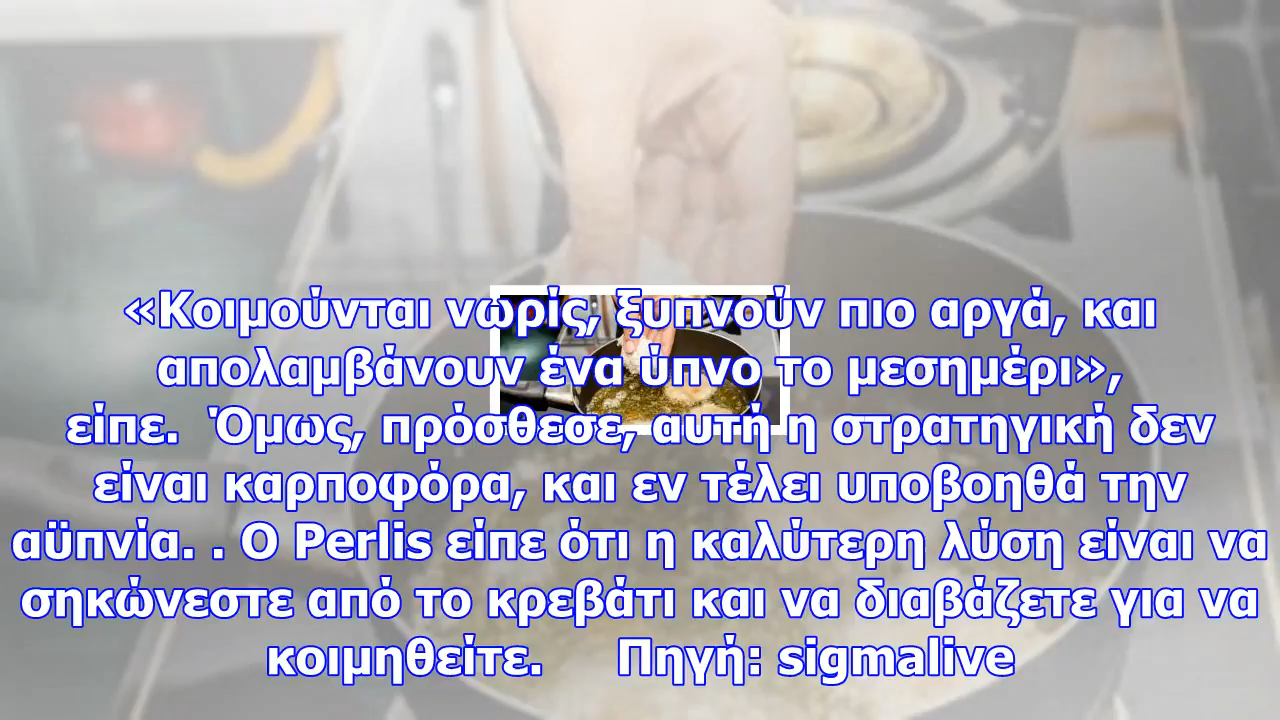 «Κοιμούνται νωρίς, ξυπνούν πιο αργά, και
απολαμβάνουν ένα ύπνο το μεσημέρι»,
είπε.  Όμως, πρόσθεσε, αυτή η στρατηγική δεν
είναι καρποφόρα, και εν τέλει υποβοηθά την
αϋπνία. . Ο Perlis είπε ότι η καλύτερη λύση είναι να
σηκώνεστε από το κρεβάτι και να διαβάζετε για να
κοιμηθείτε.     Πηγή: sigmalive